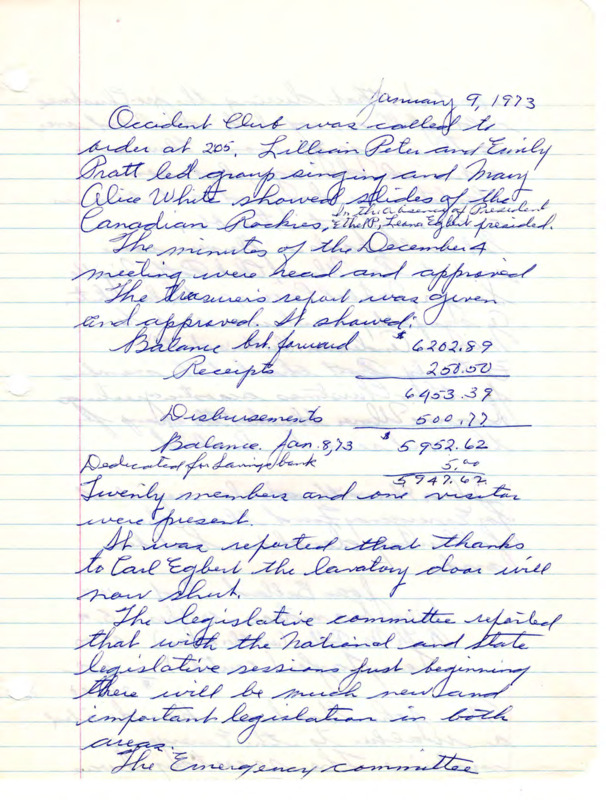 January 9, 1973
Occident Club was called to
order at 205. Lillian Peter and Emily
Pratt led group singing and Mary
Alice White showed slides of the
In the absence of President
Canadian Rockies, & the VP, Leana Egbert presided.
The minutes of the December 4
meeting were read and approved
The treasurer's report was given
and approved. It showed:
Balance brt. forward $6202.89
Receipts 250.50
6453.39
Disbursements 500.77
Balance. Jan. 8, 73 $5952.62
Dedicated for Savings bank 5.00
5947.62
Twenty members and one visitor
were present.
It was reported that thanks
to Carl Egbert the lavatory door will
now shut.
The legislative committee reported
that with the National and State
legislative sessions just beginning
there will be much new and
important legislation in both
areas.
The Emergency committee